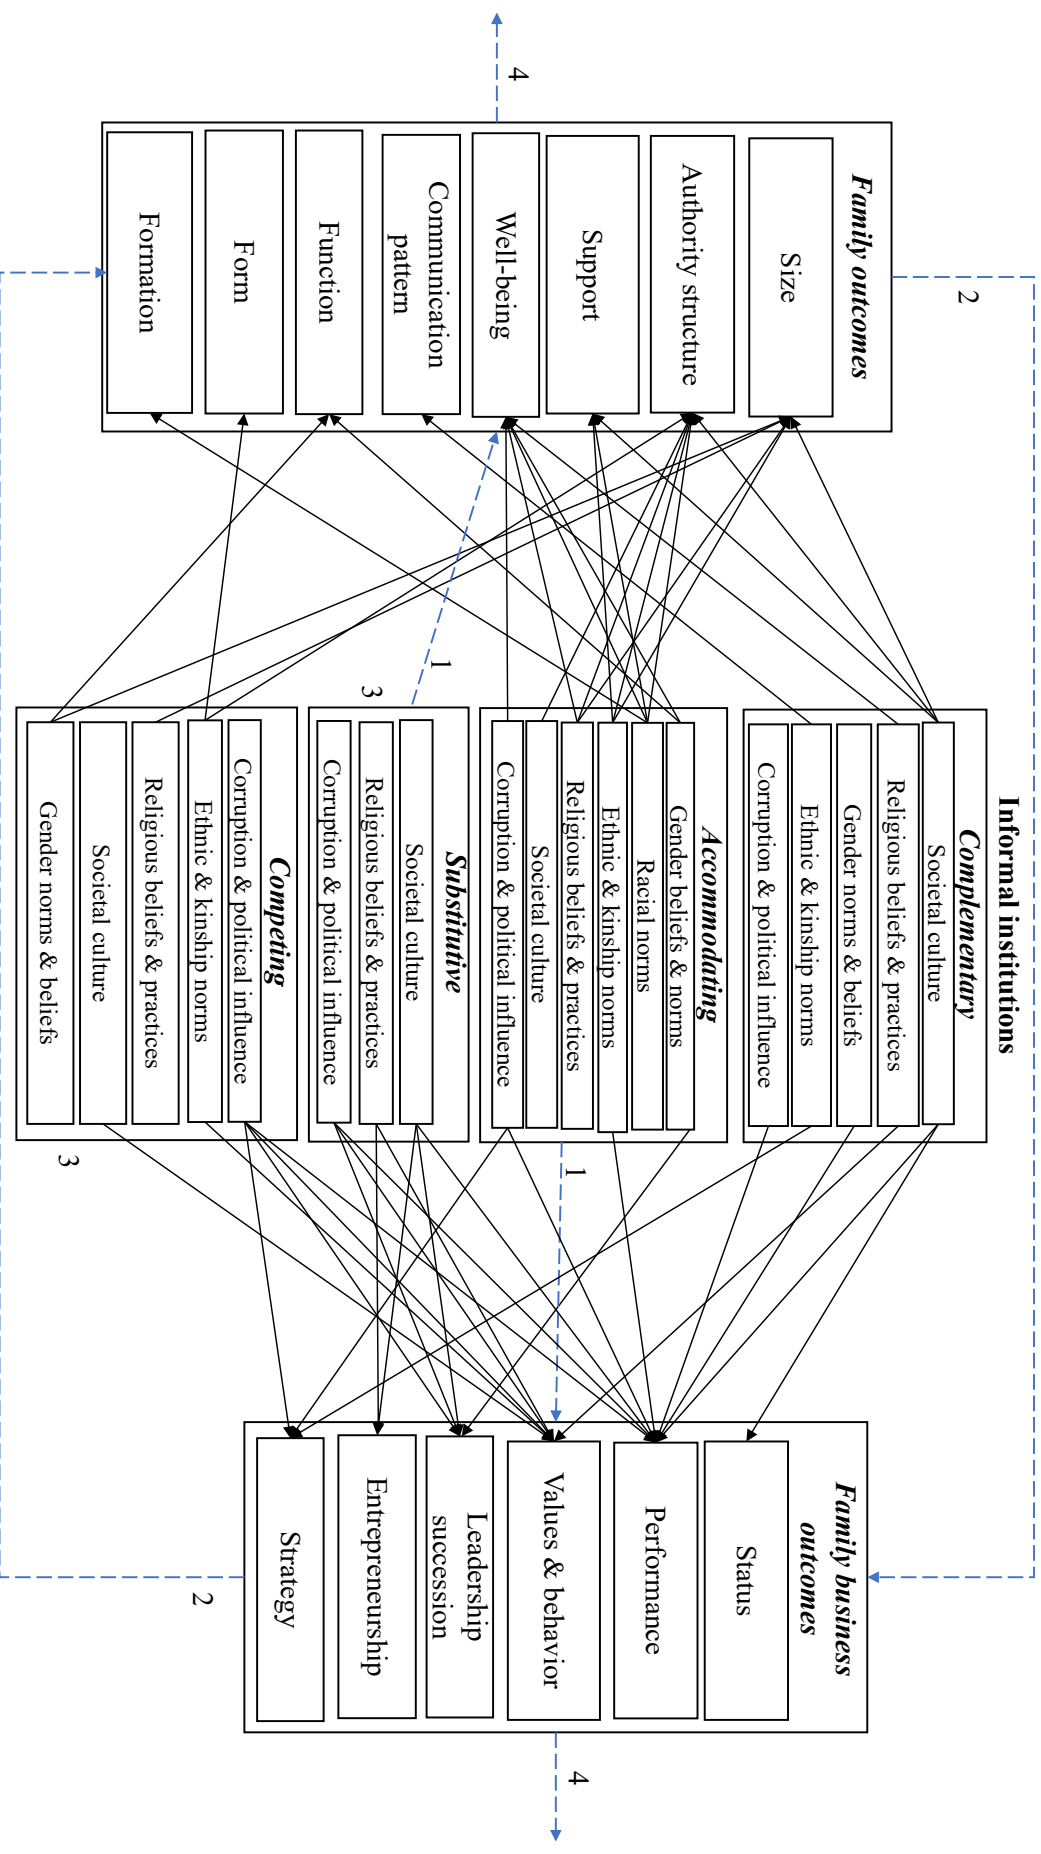 Informal institutions
4
Family outcomes
Size
Authority structure
Support
Well-being
Communication
pattern
Function
Form
Formation
2
1
3
Complementary
Societal culture
Religious beliefs & practices
Gender norms & beliefs
Ethnic & kinship norms
Corruption & political influence
Accommodating
Gender beliefs & norms
Racial norms
Ethnic & kinship norms
Religious beliefs & practices
Societal culture
Corruption & political influence
Substitutive
Societal culture
Religious beliefs & practices
Corruption & political influence
Competing
Corruption & political influence
Ethnic & kinship norms
Religious beliefs & practices
Societal culture
Gender norms & beliefs
3
1
Family business
outcomes
Status
Performance
Values & behavior
Leadership
succession
Entrepreneurship
Strategy
2
4